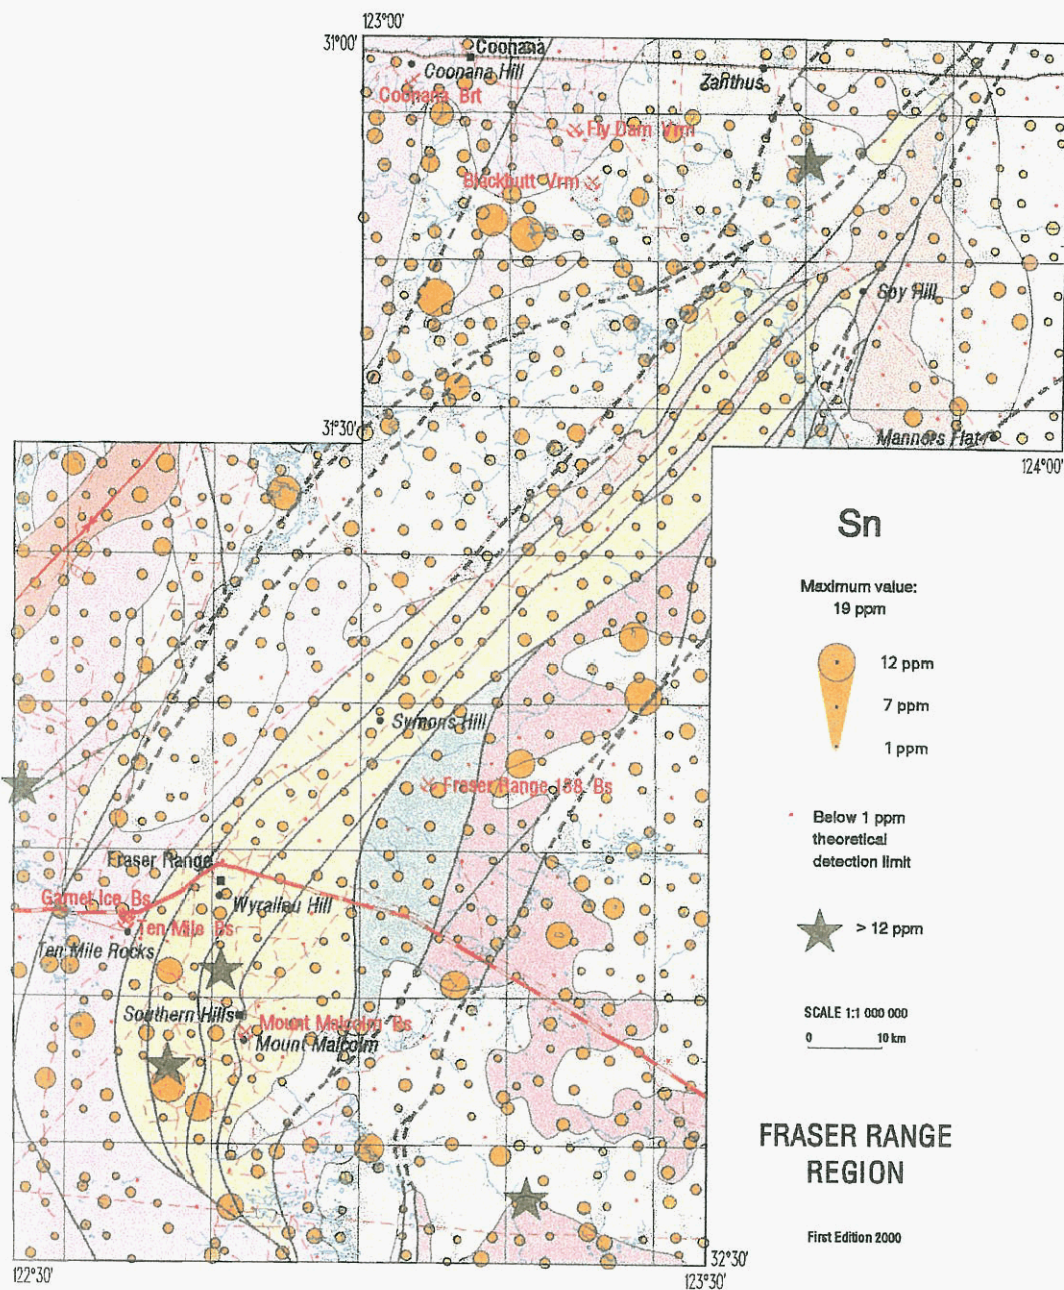 123°00'
31°00'
Coonana
Coonana Hill
Zanthus
Coonana Brt
Fly Dam Vrm
Blackbutt Vrm
Spy Hill
31°30'
Manners Flat
124°00'
Sn
Maximum value:
19 ppm
12 ppm
7 ppm
1 ppm
Symons Hill
Fraser Range 188 Bs
Below 1 ppm
theoretical
detection limit
Fraser Range
Garnet Ice Bs
Wyralleu Hill
Ten Mile Bs
Ten Mile Rocks
> 12 ppm
Southern Hills
Mount Malcolm Bs
Mount Malcolm
SCALE 1:1 000 000
0 10 km
FRASER RANGE
REGION
First Edition 2000
32°30'
122°30'
123°30'